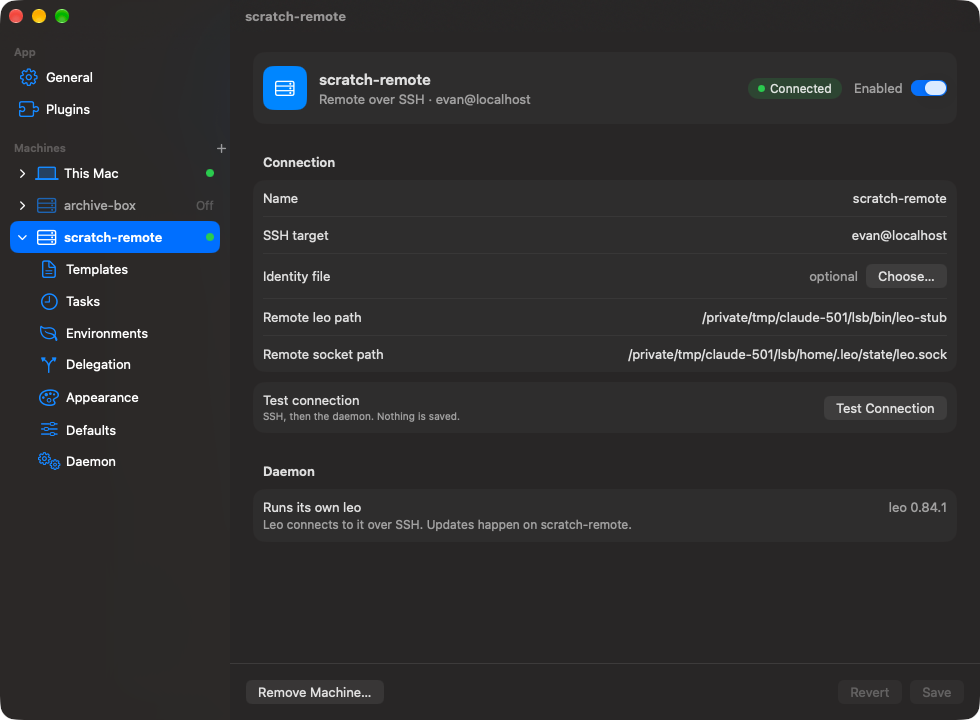 scratch-remote
App
General
Plugins
Machines
This Mac
archive-box Off
scratch-remote
Templates
Tasks
Environments
Delegation
Appearance
Defaults
Daemon
scratch-remote
Remote over SSH · evan@localhost
Connected
Enabled
Connection
Name scratch-remote
SSH target evan@localhost
Identity file optional Choose...
Remote leo path /private/tmp/claude-501/lsb/bin/leo-stub
Remote socket path /private/tmp/claude-501/lsb/home/.leo/state/leo.sock
Test connection
SSH, then the daemon. Nothing is saved.
Test Connection
Daemon
Runs its own leo leo 0.84.1
Leo connects to it over SSH. Updates happen on scratch-remote.
Remove Machine... Revert Save